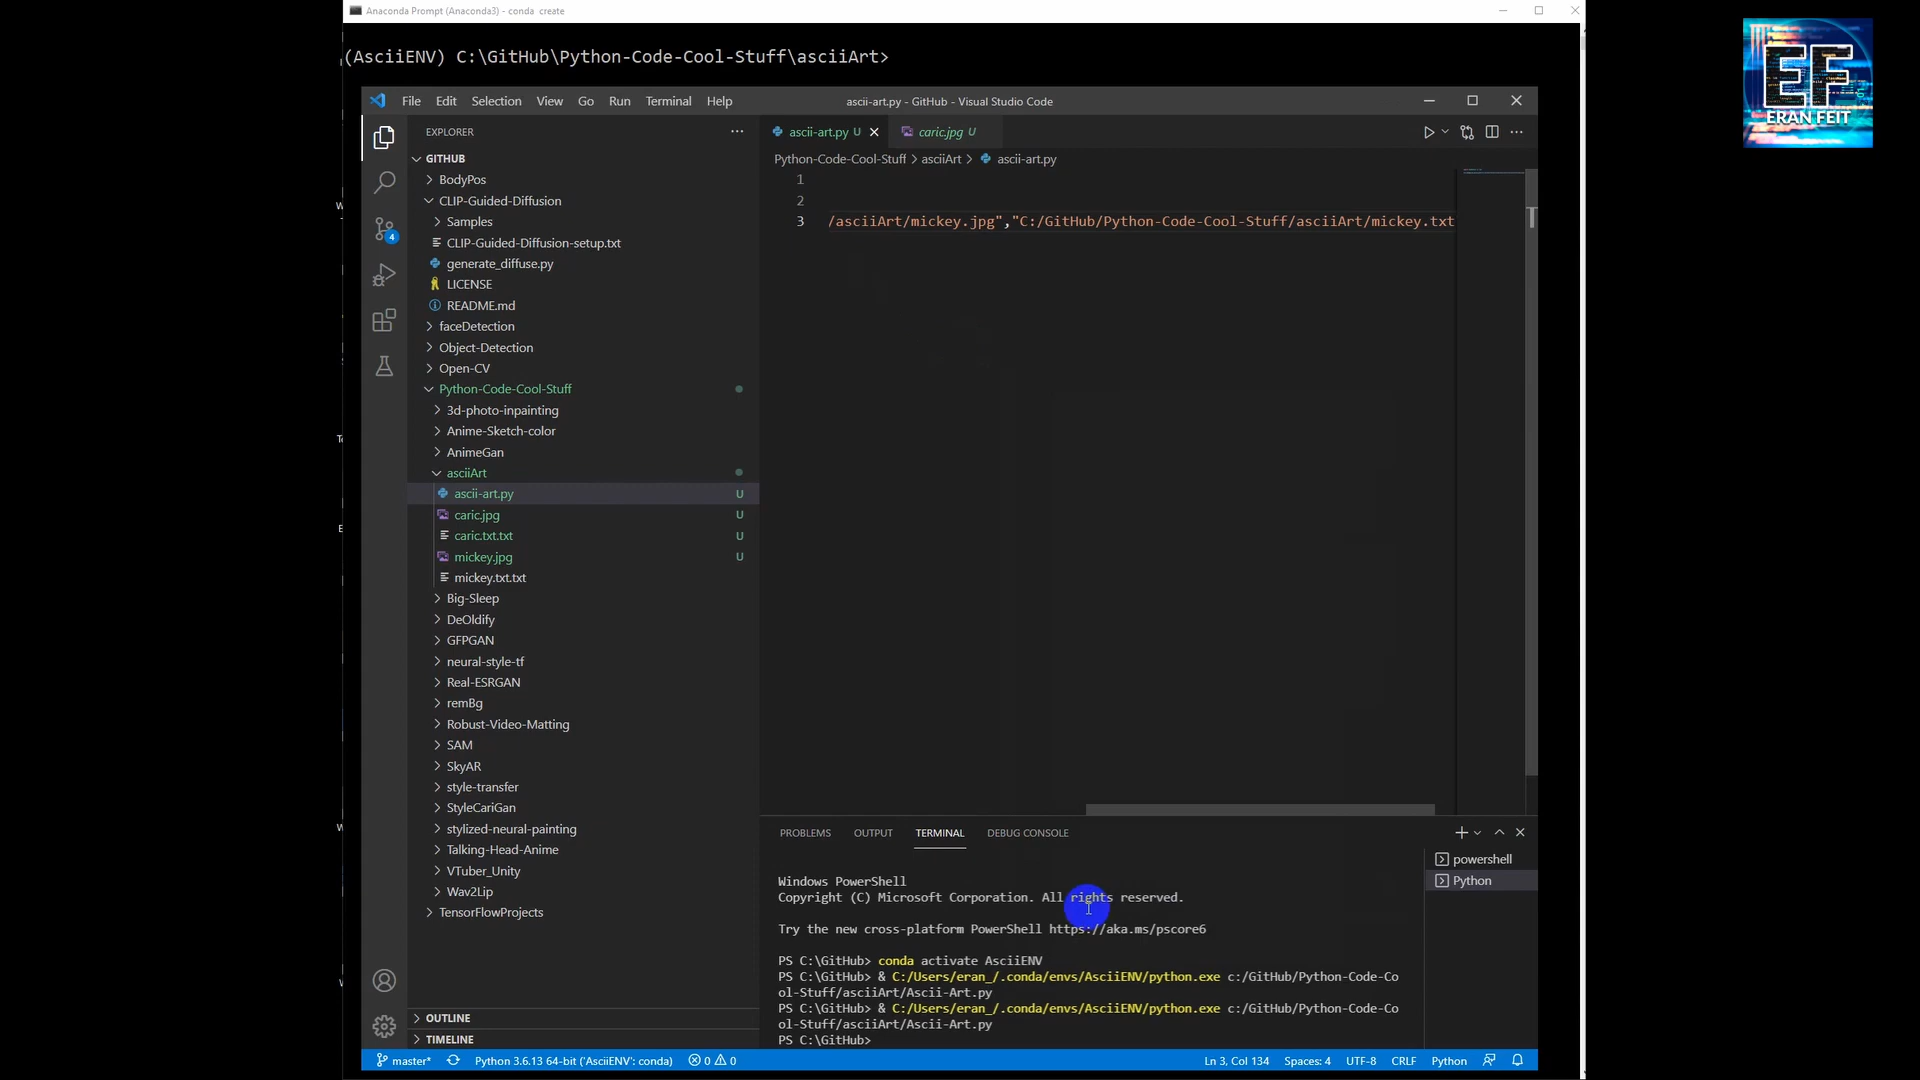 Anaconda Prompt (Anaconda3) - conda create
(AsciiENV) C:\GitHub\Python-Code-Cool-Stuff\asciiArt>
EF
ERAN FEIT
File Edit Selection View Go Run Terminal Help
ascii-art.py - GitHub - Visual Studio Code
EXPLORER
GITHUB
BodyPos
CLIP-Guided-Diffusion
Samples
CLIP-Guided-Diffusion-setup.txt
generate_diffuse.py
LICENSE
README.md
faceDetection
Object-Detection
Open-CV
Python-Code-Cool-Stuff
3d-photo-inpainting
Anime-Sketch-color
AnimeGan
asciiArt
ascii-art.py U
caric.jpg U
caric.txt.txt U
mickey.jpg U
mickey.txt.txt
Big-Sleep
DeOldify
GFPGAN
neural-style-tf
Real-ESRGAN
remBg
Robust-Video-Matting
SAM
SkyAR
style-transfer
StyleCariGan
stylized-neural-painting
Talking-Head-Anime
VTuber_Unity
Wav2Lip
TensorFlowProjects
OUTLINE
TIMELINE
4
ascii-art.py U
caric.jpg U
Python-Code-Cool-Stuff > asciiArt > ascii-art.py
1
2
3 /asciiArt/mickey.jpg","C:/GitHub/Python-Code-Cool-Stuff/asciiArt/mickey.txt
PROBLEMS OUTPUT TERMINAL DEBUG CONSOLE
powershell
Python
Windows PowerShell
Copyright (C) Microsoft Corporation. All rights reserved.
Try the new cross-platform PowerShell https://aka.ms/pscore6
PS C:\GitHub> conda activate AsciiENV
PS C:\GitHub> & C:/Users/eran_/.conda/envs/AsciiENV/python.exe c:/GitHub/Python-Code-Co
ol-Stuff/asciiArt/Ascii-Art.py
PS C:\GitHub> & C:/Users/eran_/.conda/envs/AsciiENV/python.exe c:/GitHub/Python-Code-Co
ol-Stuff/asciiArt/Ascii-Art.py
PS C:\GitHub>
master* Python 3.6.13 64-bit ('AsciiENV': conda) 0 0 Ln 3, Col 134 Spaces: 4 UTF-8 CRLF Python